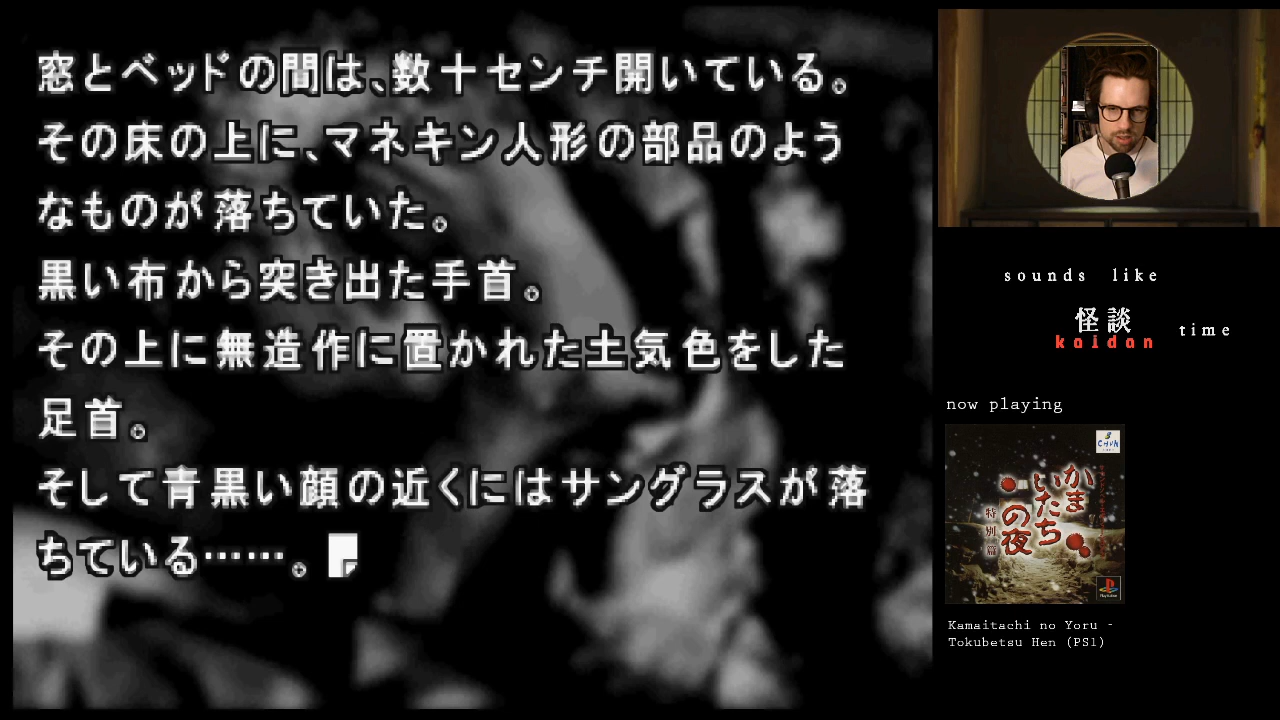 窓とベッドの間は、数十センチ開いている。
その床の上に、マネキン人形の部品のよう
なものが落ちていた。
黒い布から突き出た手首。
その上に無造作に置かれた土気色をした
足首。
そして青黒い顔の近くにはサングラスが落
ちている……。
sounds like
怪談
kaidan
time
now playing
CHUN
かま
いたち
の夜
特別篇
PlayStation
Kamaitachi no Yoru -
Tokubetsu Hen (PS1)